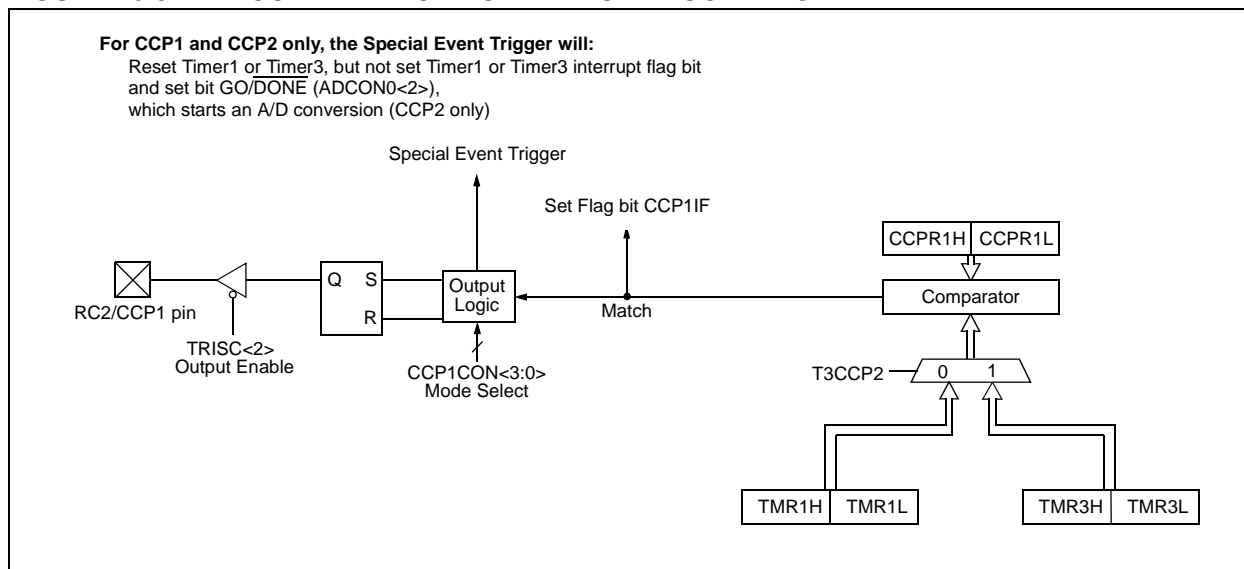 For CCP1 and CCP2 only, the Special Event Trigger will:
Reset Timer1 or Timer3, but not set Timer1 or Timer3 interrupt flag bit
and set bit GO/DONE (ADCON0<2>),
which starts an A/D conversion (CCP2 only)
Special Event Trigger
Set Flag bit CCP1IF
CCPR1H CCPR1L
Q S
R
Output
Logic
Comparator
RC2/CCP1 pin
Match
TRISC<2>
Output Enable
CCP1CON<3:0>
Mode Select
T3CCP2
0 1
TMR1H TMR1L
TMR3H TMR3L